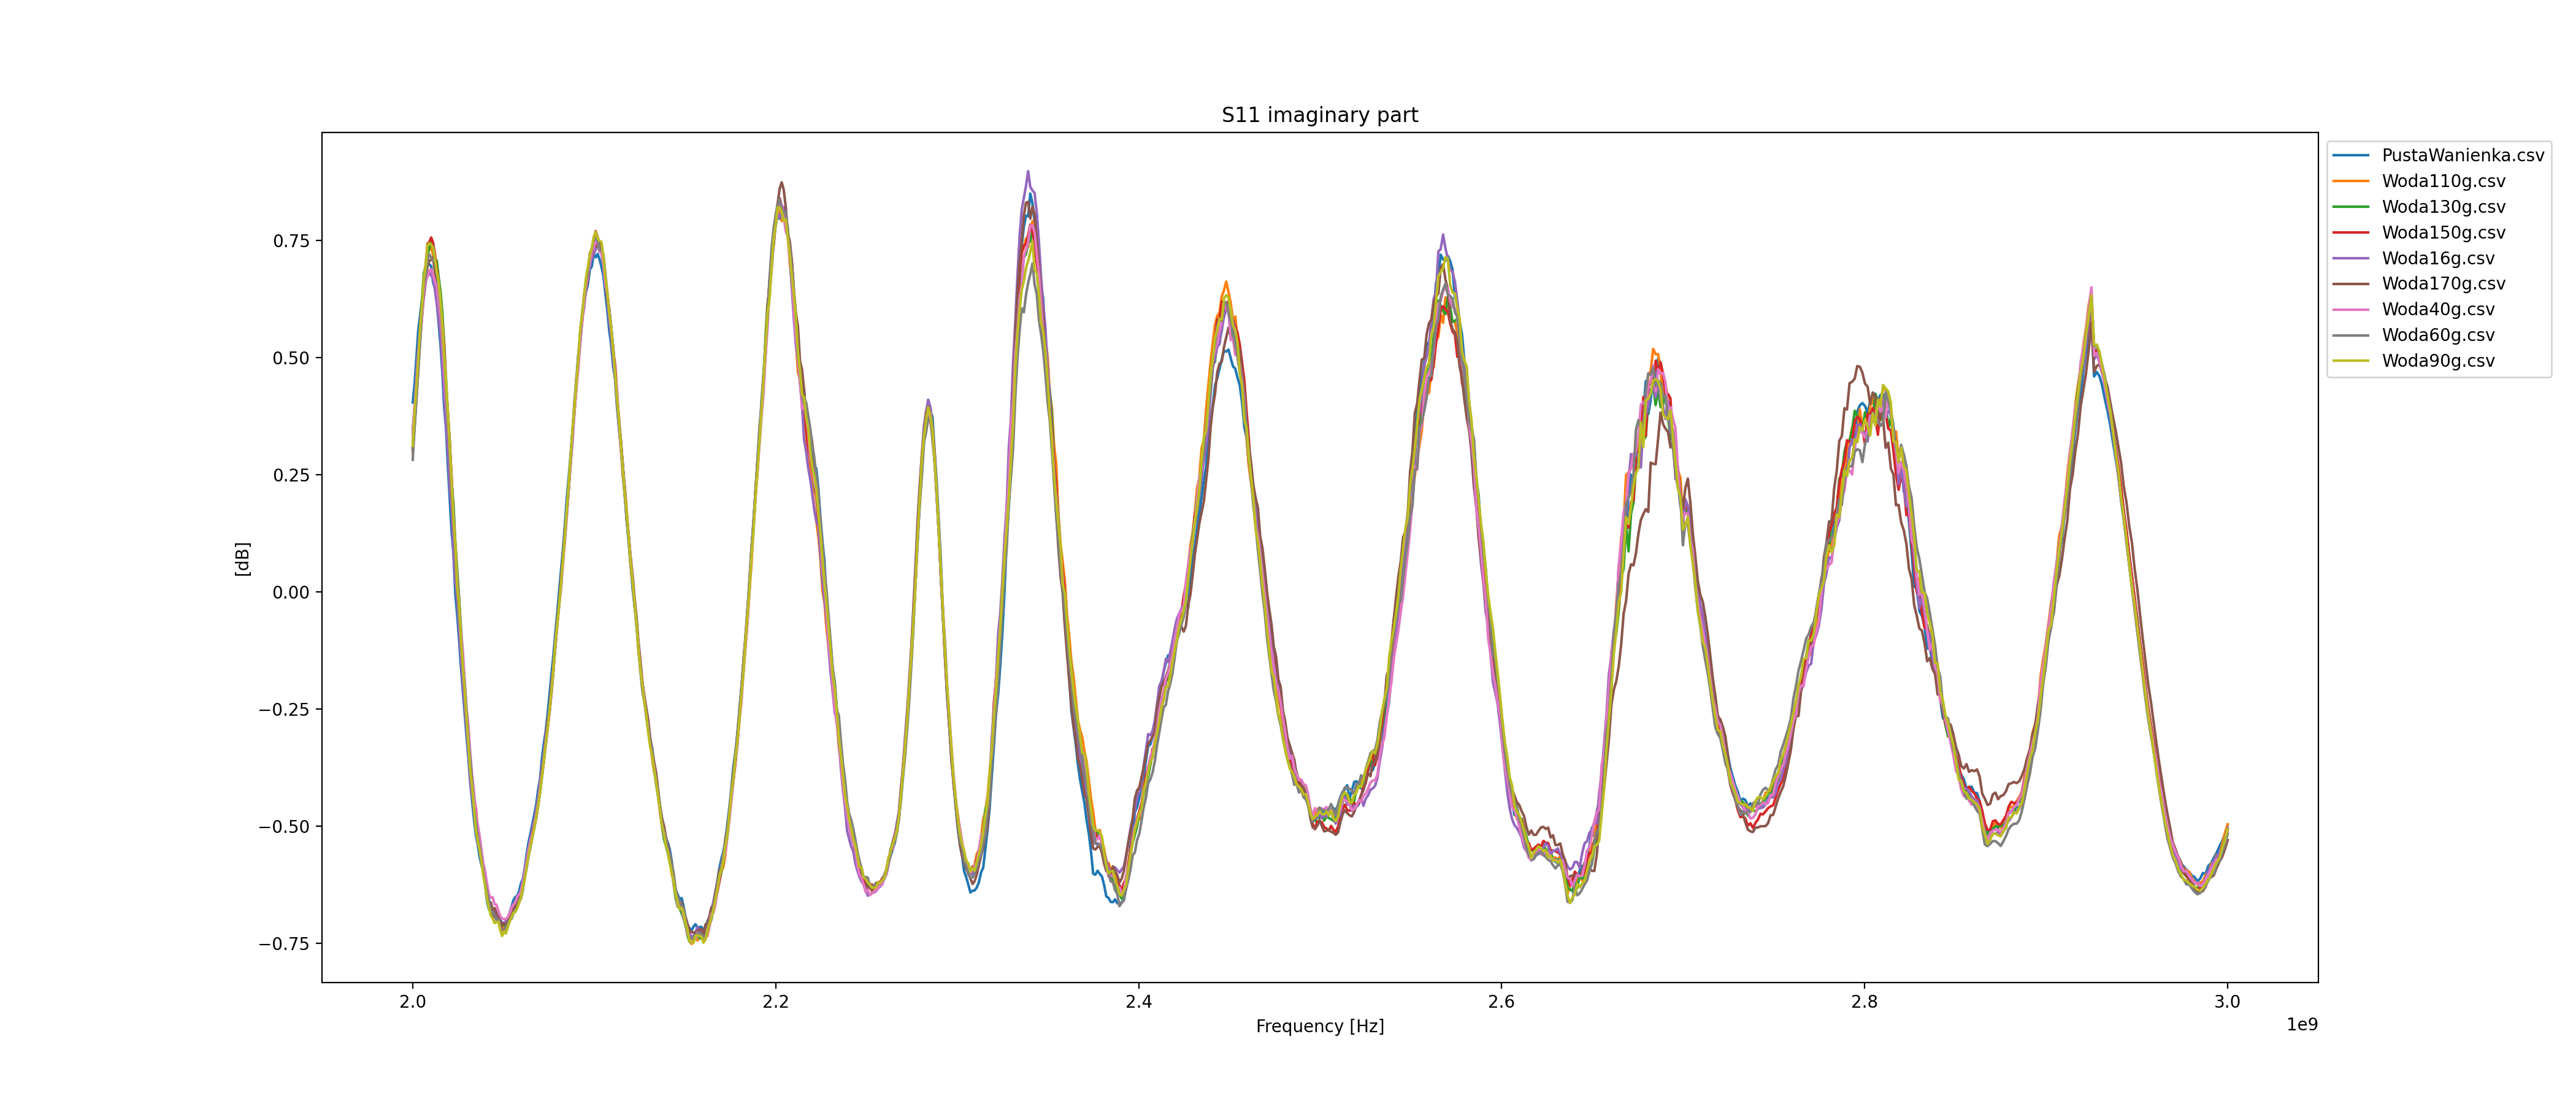 S11 imaginary part
PustaWanienka.csv
Woda110g.csv
Woda130g.csv
Woda150g.csv
Woda16g.csv
Woda170g.csv
Woda40g.csv
Woda60g.csv
Woda90g.csv
0.75
0.50
0.25
0.00
−0.25
−0.50
−0.75
[dB]
2.0 2.2 2.4 2.6 2.8 3.0
1e9
Frequency [Hz]